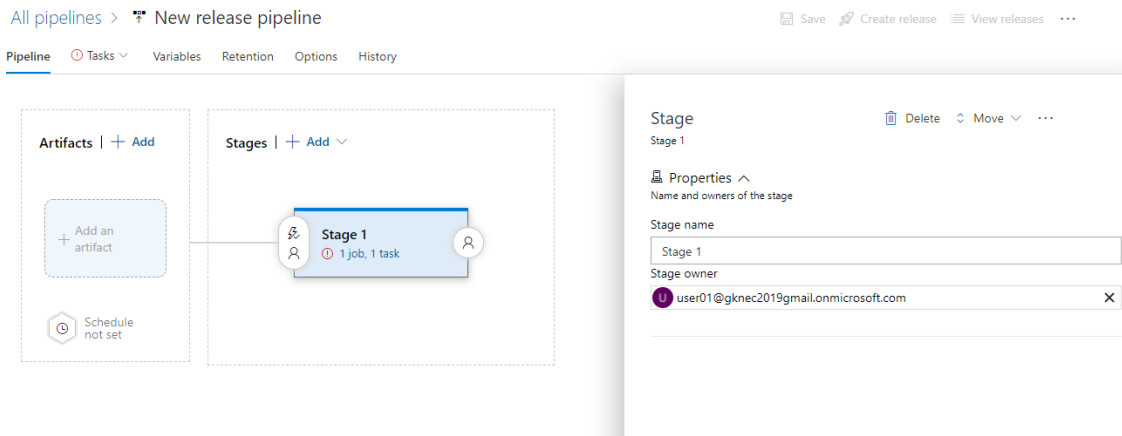 All pipelines > New release pipeline
Save Create release View releases ...
Pipeline Tasks Variables Retention Options History
Artifacts | + Add
Stages | + Add
+ Add an
artifact
Schedule
not set
Stage 1
1 job, 1 task
Stage
Delete Move ...
Stage 1
Properties
Name and owners of the stage
Stage name
Stage 1
Stage owner
U user01@gknec2019gmail.onmicrosoft.com